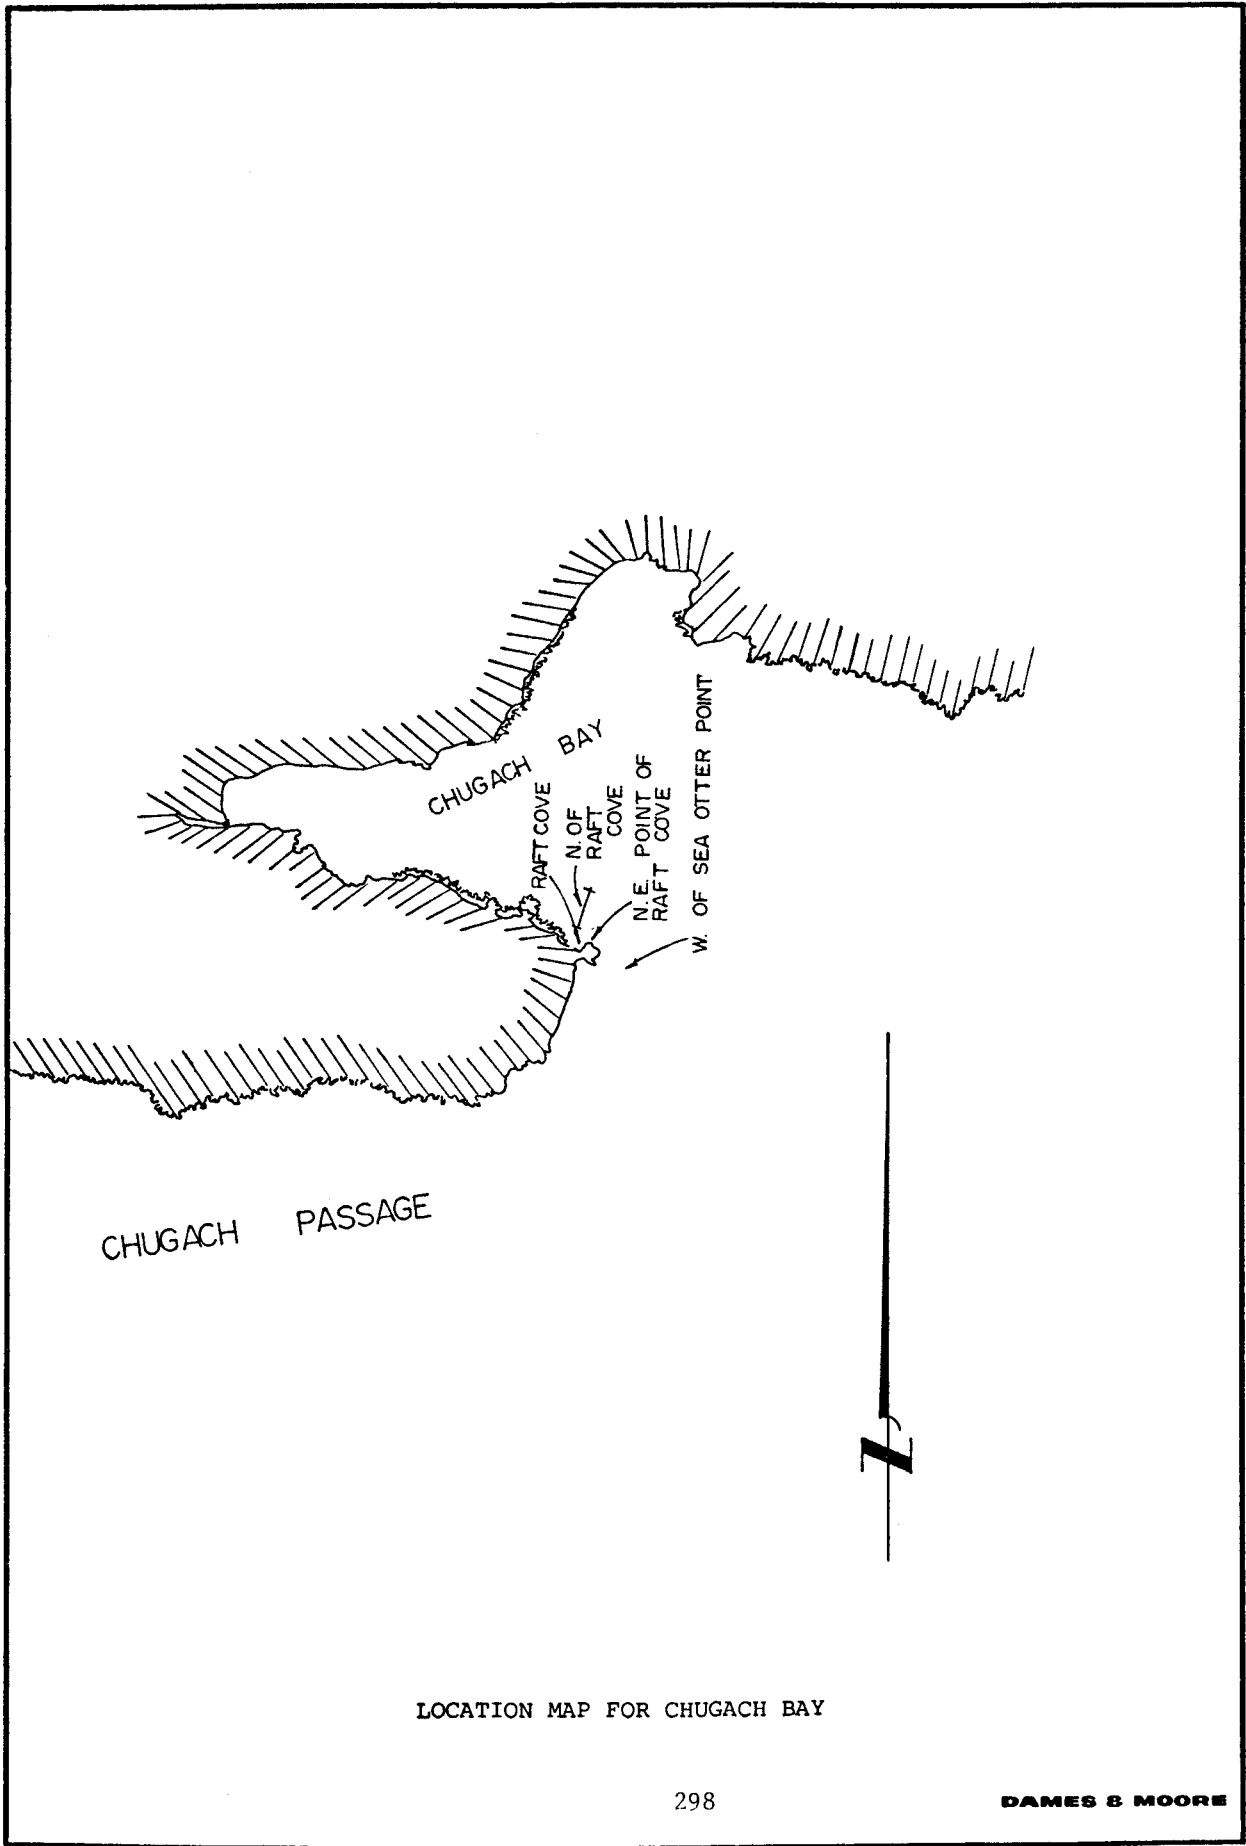 CHUGACH BAY
RAFT COVE
N. OF
RAFT
COVE
N. E. POINT OF
RAFT COVE
W. OF SEA OTTER POINT
CHUGACH PASSAGE
N
LOCATION MAP FOR CHUGACH BAY
298
DAMES & MOORE